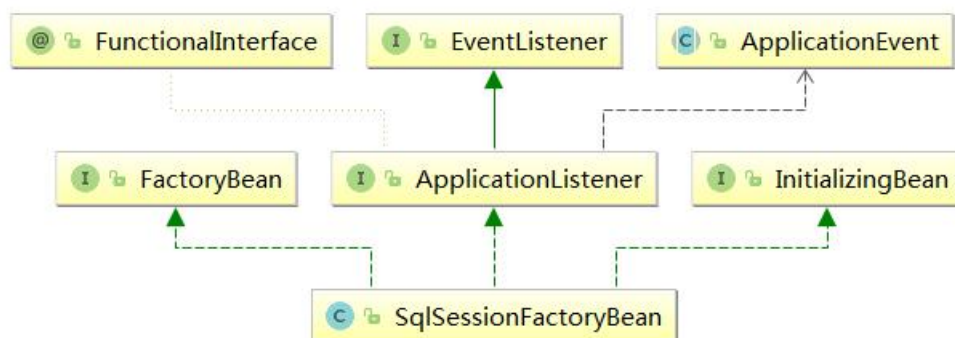 @ FunctionalInterface
I EventListener
C ApplicationEvent
I FactoryBean
I ApplicationListener
I InitializingBean
C SqlSessionFactoryBean